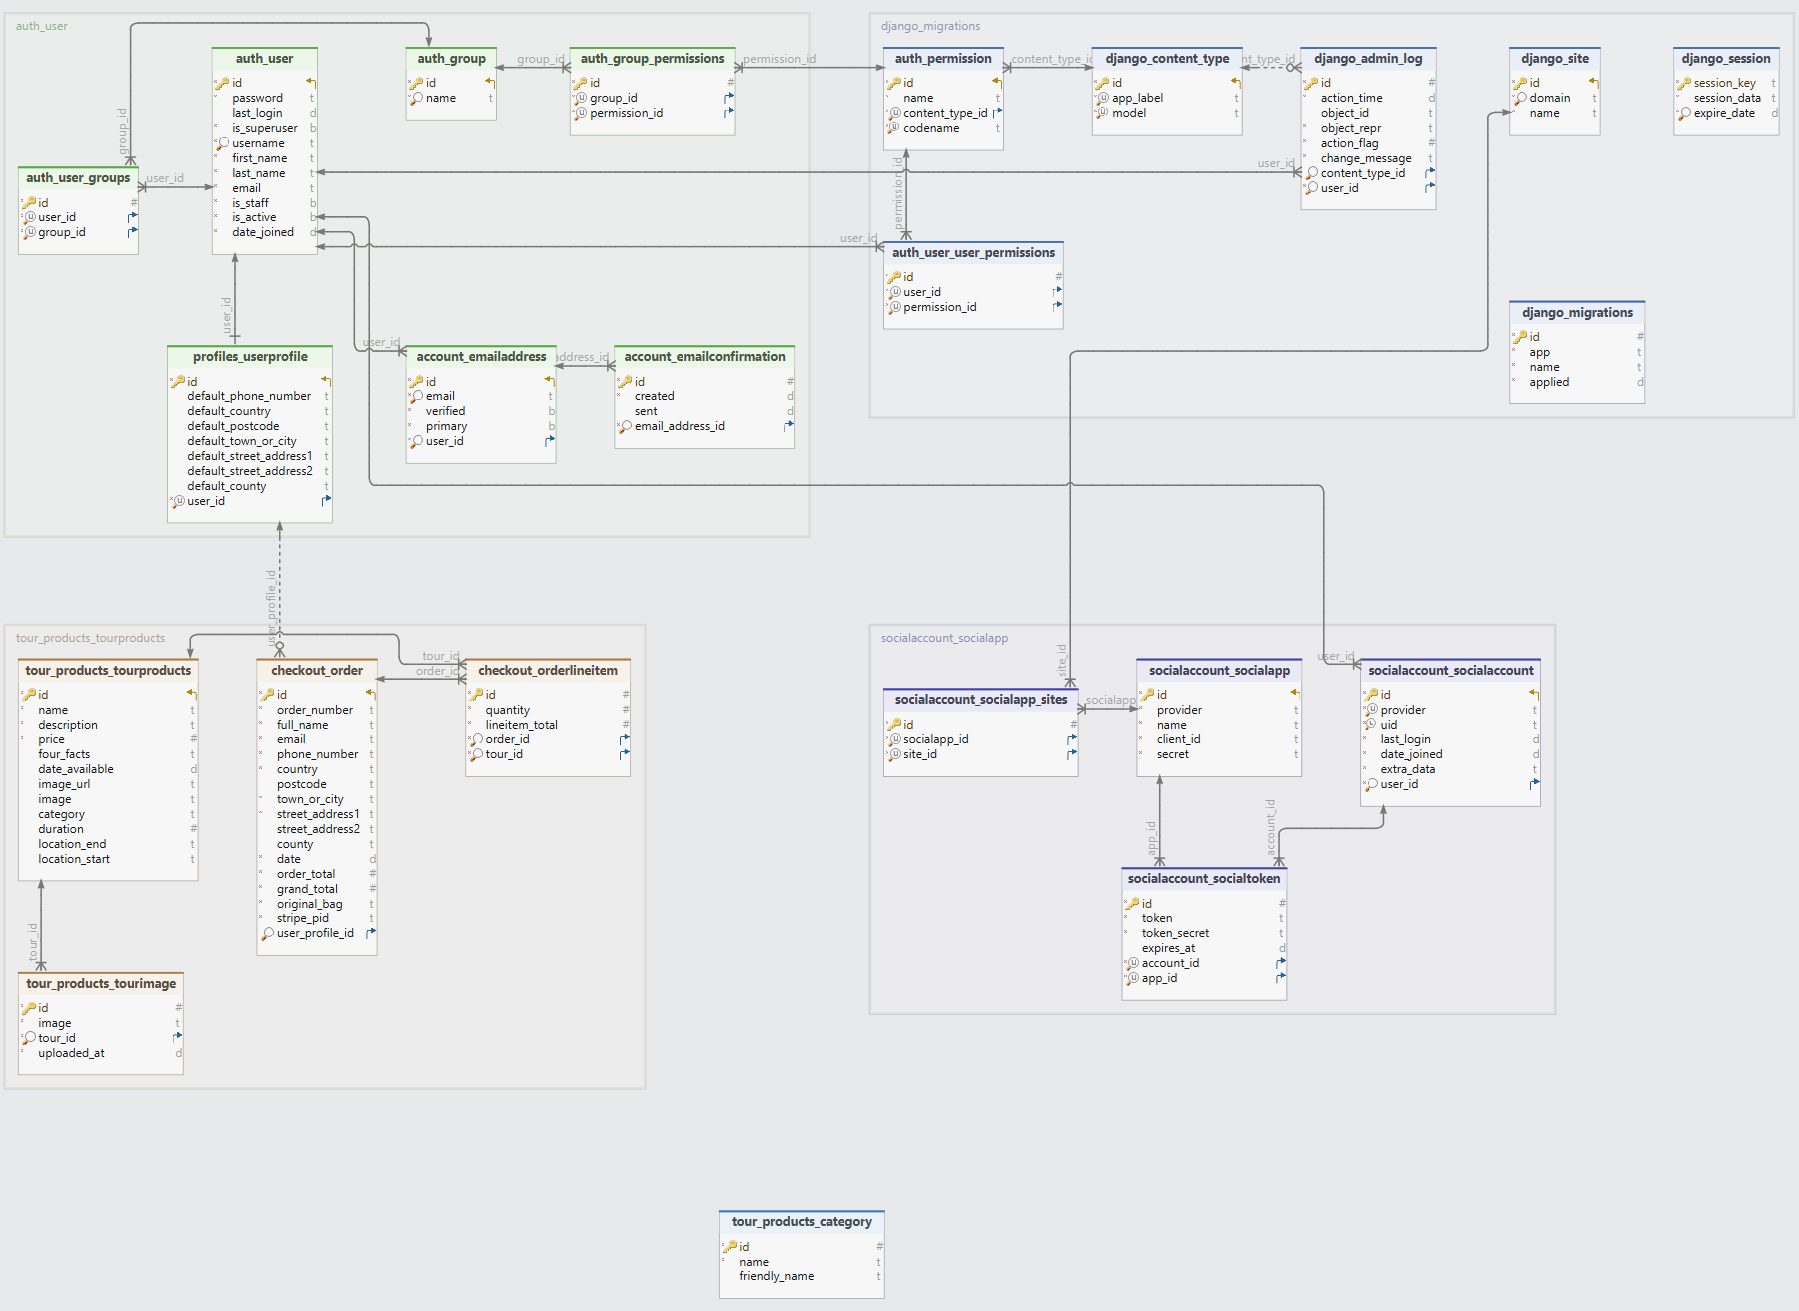 auth_user
django_migrations
auth_user
id
password t
last_login d
is_superuser b
username t
first_name t
last_name t
email t
is_staff b
is_active b
date_joined d
auth_group
id
name t
group_id
auth_group_permissions
id #
group_id
permission_id
permission_id
auth_permission
id
name t
content_type_id
codename t
content_type_id
django_content_type
id
app_label t
model t
nt_type_id
django_admin_log
id #
action_time d
object_id t
object_repr t
action_flag #
change_message t
content_type_id
user_id
user_id
django_site
id
domain t
name t
django_session
session_key t
session_data t
expire_date d
group_id
auth_user_groups
id #
user_id
group_id
user_id
permission_id
user_id
auth_user_user_permissions
id #
user_id
permission_id
django_migrations
id #
app t
name t
applied d
user_id
profiles_userprofile
id
default_phone_number t
default_country t
default_postcode t
default_town_or_city t
default_street_address1 t
default_street_address2 t
default_county t
user_id
user_id
account_emailaddress
id
email t
verified b
primary b
user_id
address_id
account_emailconfirmation
id #
created d
sent d
email_address_id
user_profile_id
tour_products_tourproducts
tour_products_tourproducts
id
name t
description t
price #
four_facts t
date_available d
image_url t
image t
category t
duration #
location_end t
location_start t
checkout_order
id
order_number t
full_name t
email t
phone_number t
country t
postcode t
town_or_city t
street_address1 t
street_address2 t
county t
date d
order_total #
grand_total #
original_bag t
stripe_pid t
user_profile_id
tour_id
order_id
checkout_orderlineitem
id #
quantity #
lineitem_total #
order_id
tour_id
tour_id
tour_products_tourimage
id #
image t
tour_id
uploaded_at d
socialaccount_socialapp
site_id
socialaccount_socialapp_sites
id #
socialapp_id
site_id
socialapp
socialaccount_socialapp
id
provider t
name t
client_id t
secret t
user_id
socialaccount_socialaccount
id
provider t
uid t
last_login d
date_joined d
extra_data t
user_id
app_id
account_id
socialaccount_socialtoken
id #
token t
token_secret t
expires_at d
account_id
app_id
tour_products_category
id #
name t
friendly_name t